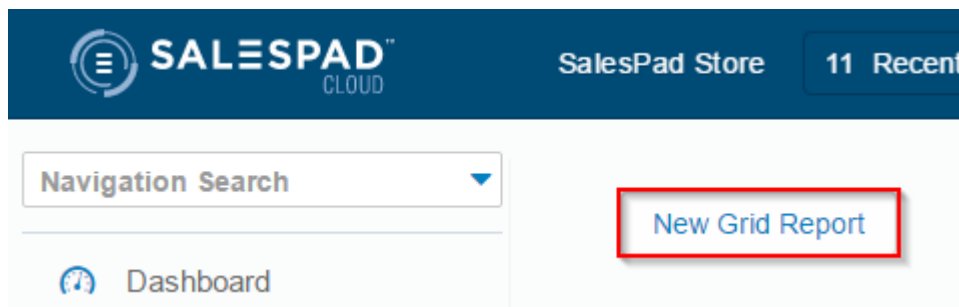 SALESPAD™
CLOUD
SalesPad Store
11 Recent
Navigation Search
New Grid Report
Dashboard